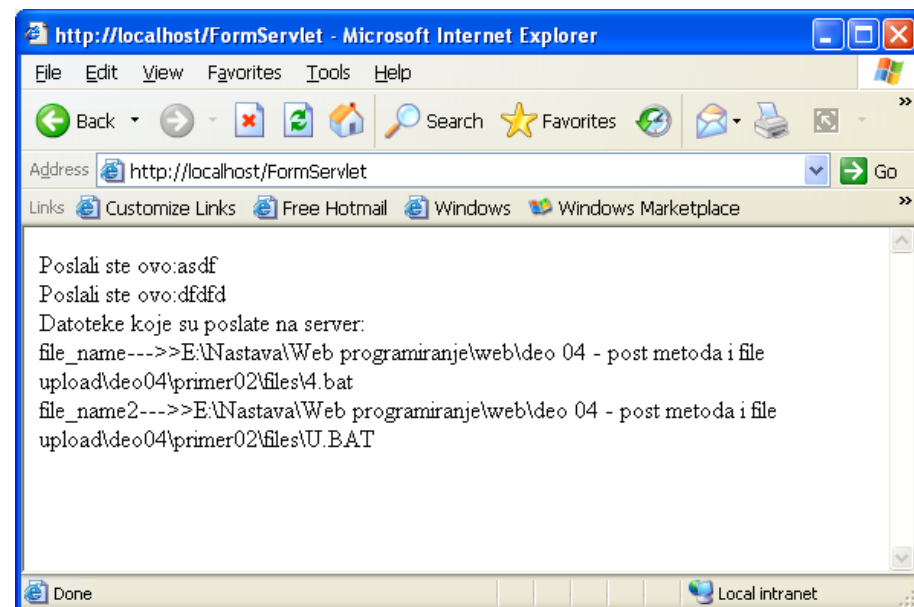 http://localhost/FormServlet - Microsoft Internet Explorer
File Edit View Favorites Tools Help
Back Search Favorites »
Address http://localhost/FormServlet Go
Links Customize Links Free Hotmail Windows Windows Marketplace »
Poslali ste ovo:asdf
Poslali ste ovo:dfdfd
Datoteke koje su poslate na server:
file_name--->>E:\Nastava\Web programiranje\web\deo 04 - post metoda i file
upload\deo04\primer02\files\4.bat
file_name2--->>E:\Nastava\Web programiranje\web\deo 04 - post metoda i file
upload\deo04\primer02\files\U.BAT
Done Local intranet